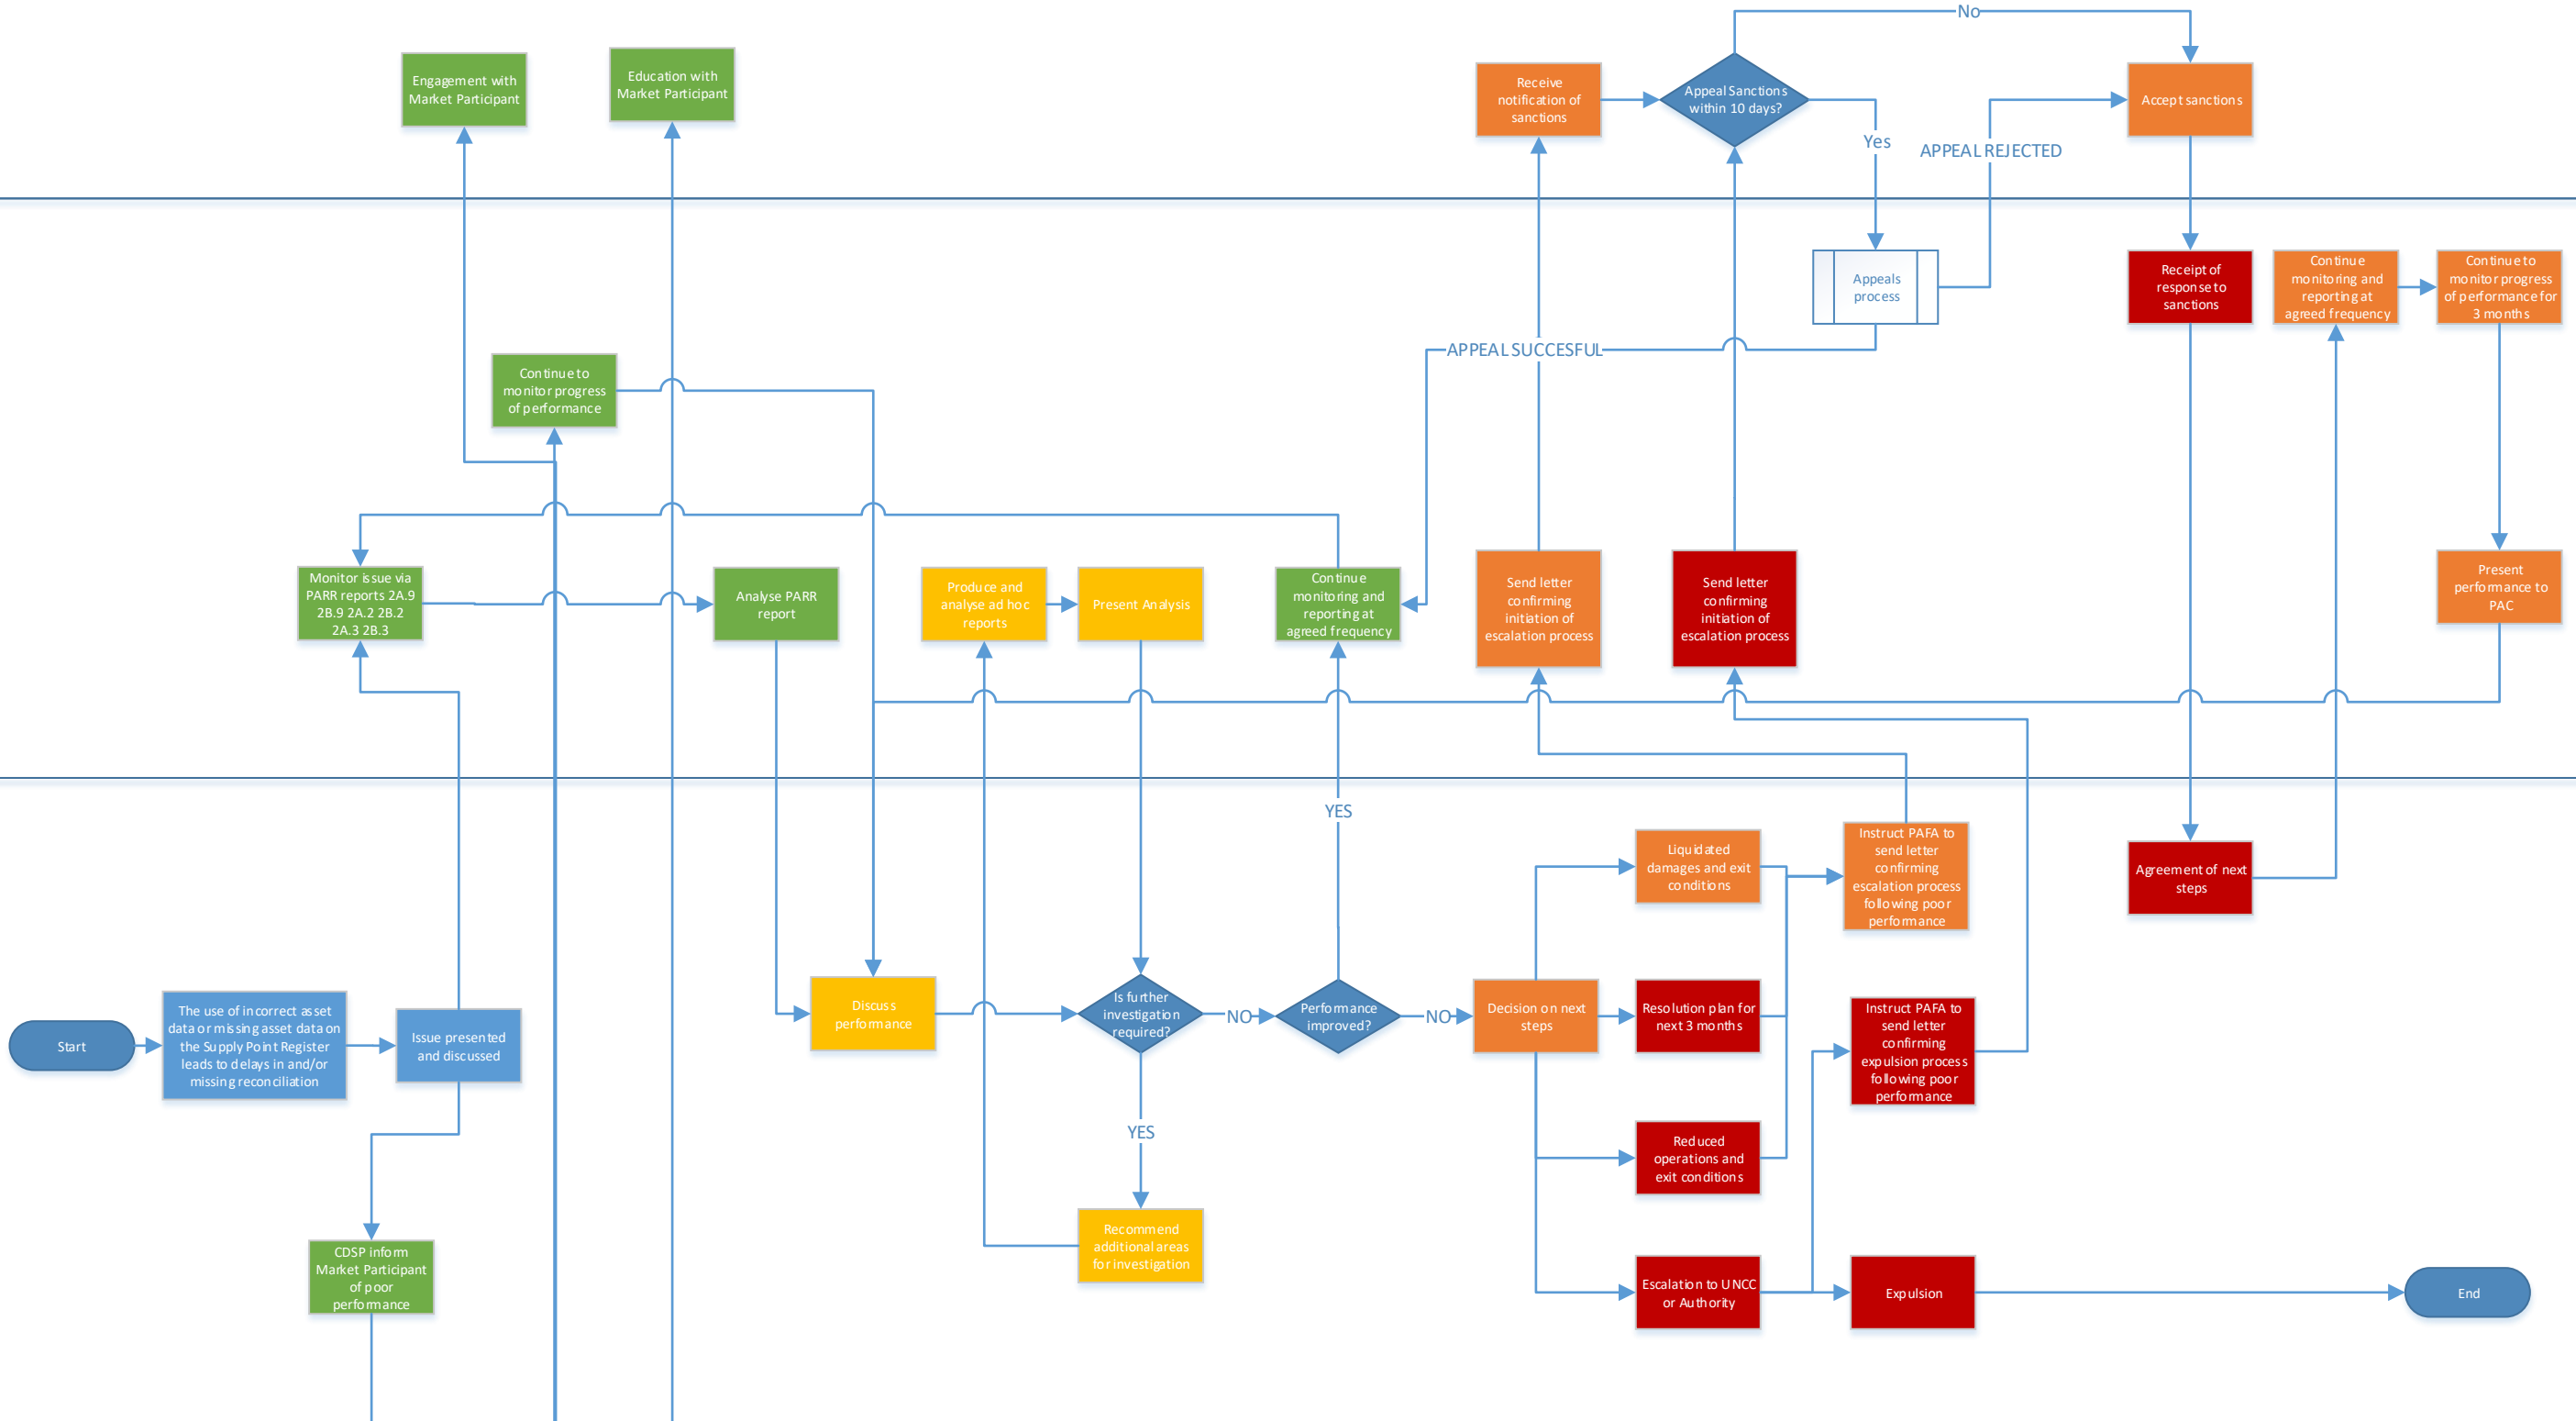 No
Engagement with
Market Participant
Education with
Market Participant
Receive
notification of
sanctions
Appeal Sanctions
within 10 days?
Accept sanctions
Yes
APPEAL REJECTED
Appeals
process
Receipt of
response to
sanctions
Continue
monitoring and
reporting at
agreed frequency
Continue to
monitor progress
of performance for
3 months
APPEAL SUCCESFUL
Continue to
monitor progress
of performance
Monitor issue via
PARR reports 2A.9
2B.9 2A.2 2B.2
2A.3 2B.3
Analyse PARR
report
Produce and
analyse ad hoc
reports
Present Analysis
Continue
monitoring and
reporting at
agreed frequency
Send letter
confirming
initiation of
escalation process
Send letter
confirming
initiation of
escalation process
Present
performance to
PAC
YES
Liquidated
damages and exit
conditions
Instruct PAFA to
send letter
confirming
escalation process
following poor
performance
Agreement of next
steps
Start
The use of incorrect asset
data or missing asset data on
the Supply Point Register
leads to delays in and/or
missing reconciliation
Issue presented
and discussed
Discuss
performance
Is further
investigation
required?
NO
Performance
improved?
NO
Decision on next
steps
Resolution plan for
next 3 months
Instruct PAFA to
send letter
confirming
expulsion process
following poor
performance
YES
Reduced
operations and
exit conditions
Recommend
additional areas
for investigation
CDSP inform
Market Participant
of poor
performance
Escalation to UNCC
or Authority
Expulsion
End